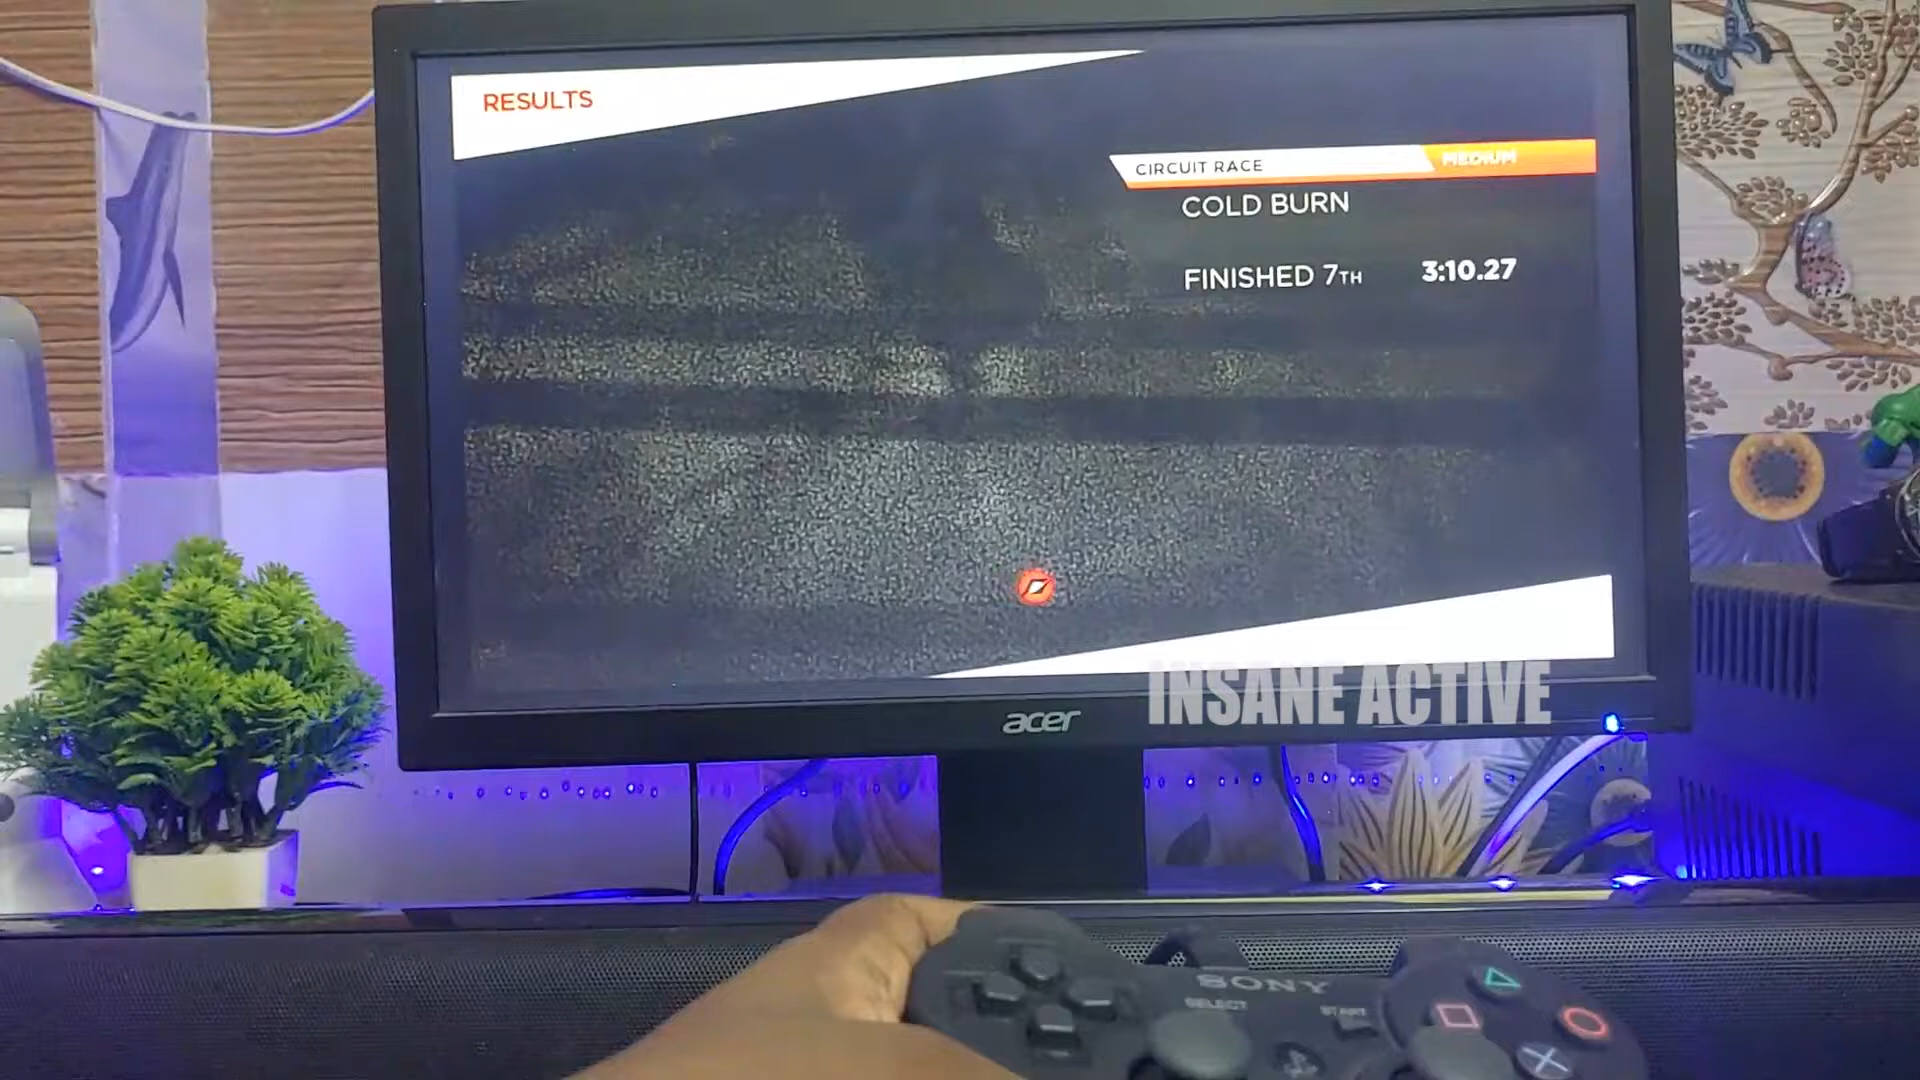 RESULTS
CIRCUIT RACE MEDIUM
COLD BURN
FINISHED 7TH 3:10.27
INSANE ACTIVE
acer
SONY
SELECT START